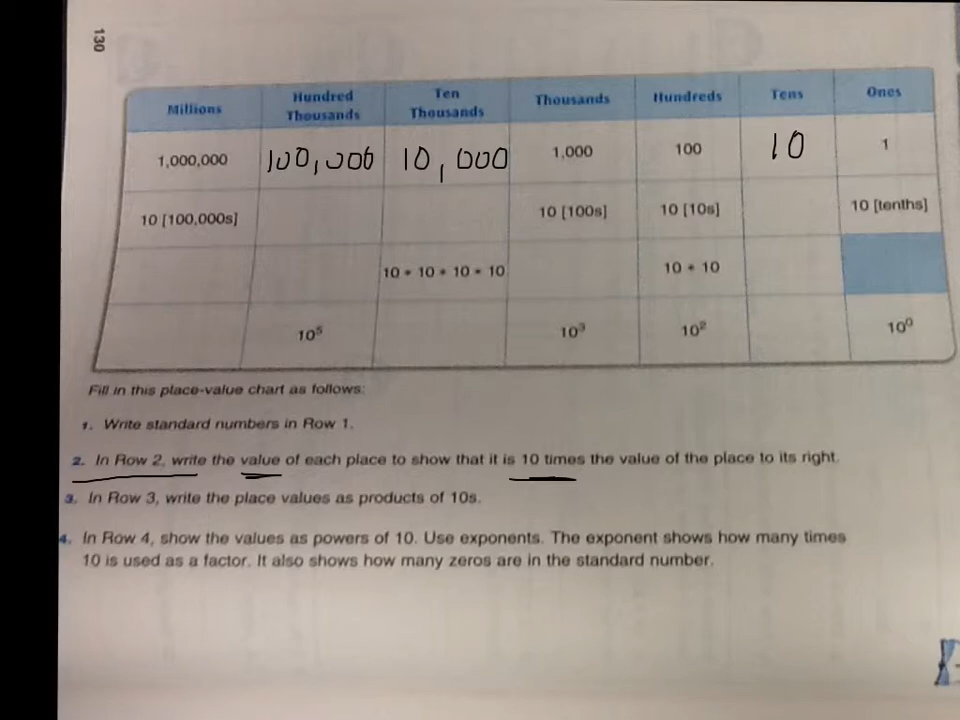 130
Millions Hundred Thousands Ten Thousands Thousands Hundreds Tens Ones
1,000,000 100,000 10,000 1,000 100 10 1
10 [100,000s] 10 [100s] 10 [10s] 10 [tenths]
10 * 10 * 10 * 10 10 * 10
10⁵ 10³ 10² 10⁰
Fill in this place-value chart as follows:
1. Write standard numbers in Row 1.
2. In Row 2, write the value of each place to show that it is 10 times the value of the place to its right.
3. In Row 3, write the place values as products of 10s.
4. In Row 4, show the values as powers of 10. Use exponents. The exponent shows how many times
10 is used as a factor. It also shows how many zeros are in the standard number.